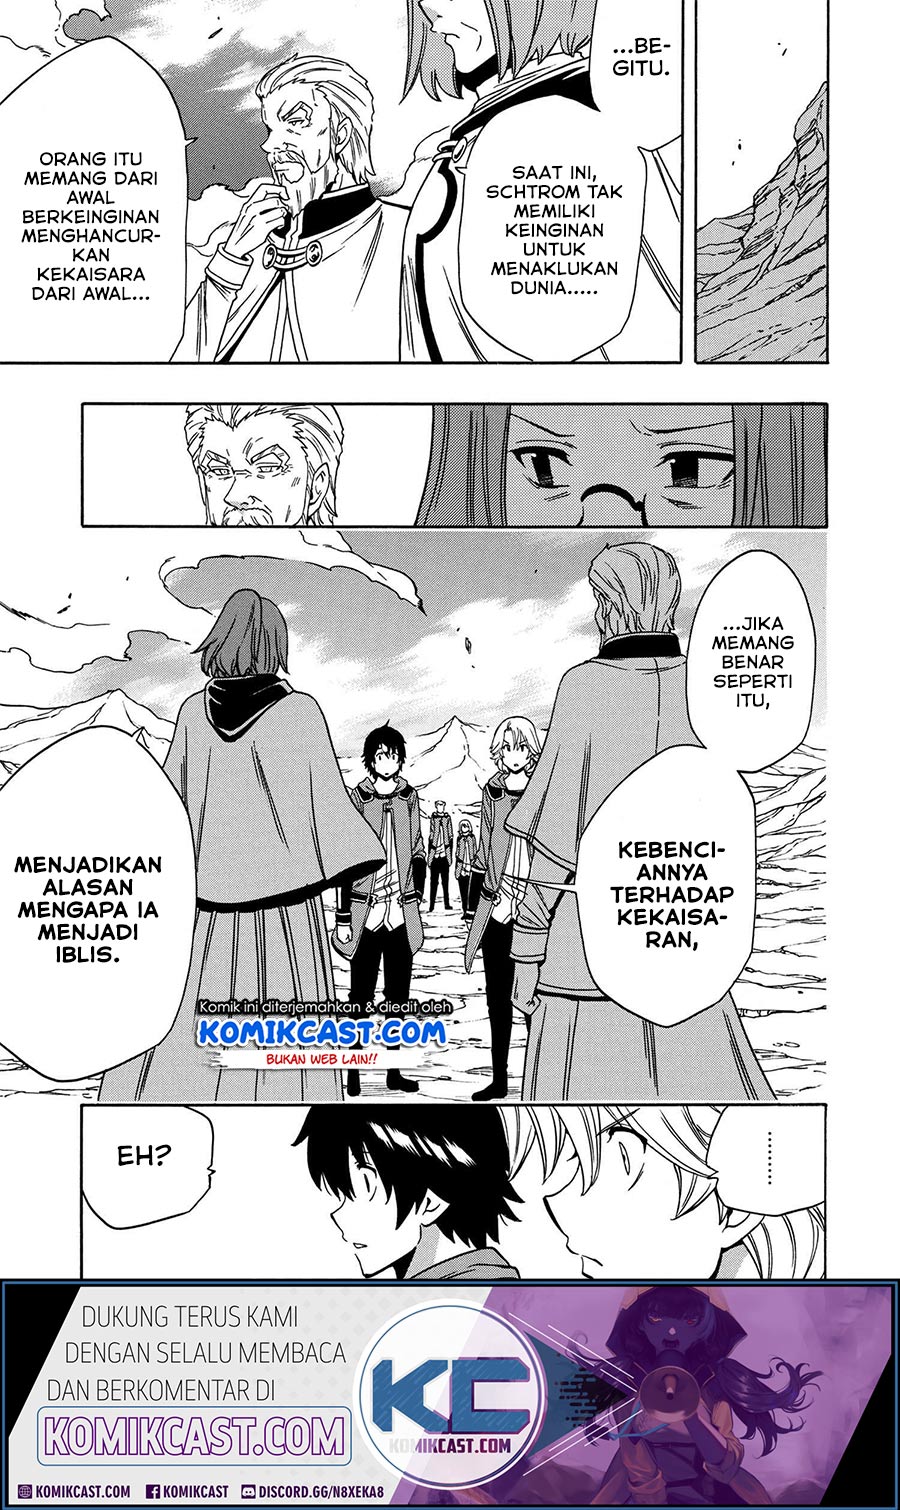 ...BE-
GITU.
SAAT INI,
SCHTROM TAK
MEMILIKI
KEINGINAN
UNTUK
MENAKLUKAN
DUNIA.....
ORANG ITU
MEMANG DARI
AWAL
BERKEINGINAN
MENGHANCUR-
KAN
KEKAISARA
DARI AWAL...
...JIKA
MEMANG
BENAR
SEPERTI
ITU,
KEBENCI-
ANNYA
TERHADAP
KEKAISA-
RAN,
MENJADIKAN
ALASAN
MENGAPA IA
MENJADI
IBLIS.
Komik ini diterjemahkan & diedit oleh
KOMIKCAST.COM
BUKAN WEB LAIN!!
.........
EH?
DUKUNG TERUS KAMI
DENGAN SELALU MEMBACA
DAN BERKOMENTAR DI
KOMIKCAST.COM
KC
KOMIKCAST.COM
KOMIKCAST.COM KOMIKCAST DISCORD.GG/N8XEKA8